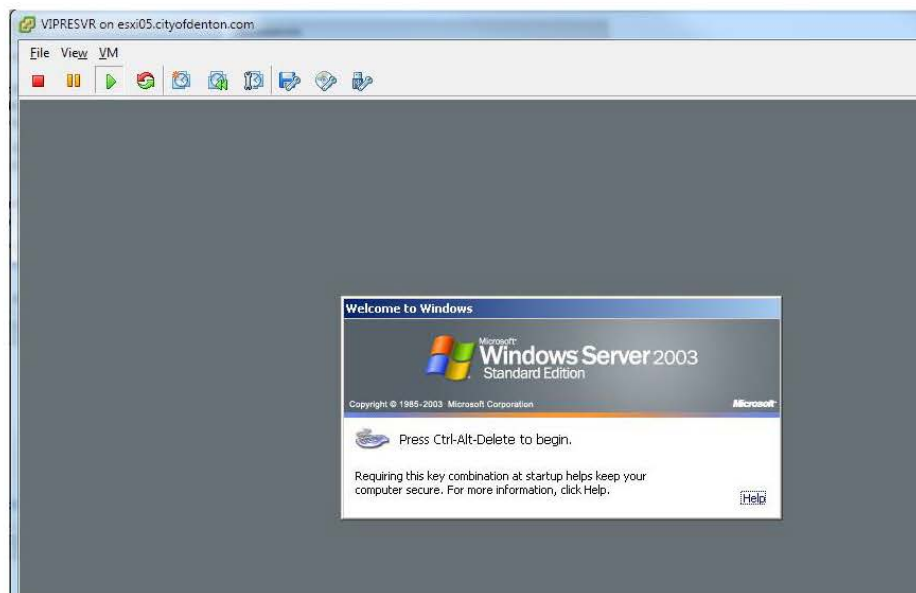 VIPRESVR on esxi05.cityofdenton.com
File View VM
Welcome to Windows
Microsoft
Windows Server 2003
Standard Edition
Copyright © 1985-2003 Microsoft Corporation Microsoft
Press Ctrl-Alt-Delete to begin.
Requiring this key combination at startup helps keep your
computer secure. For more information, click Help.
Help